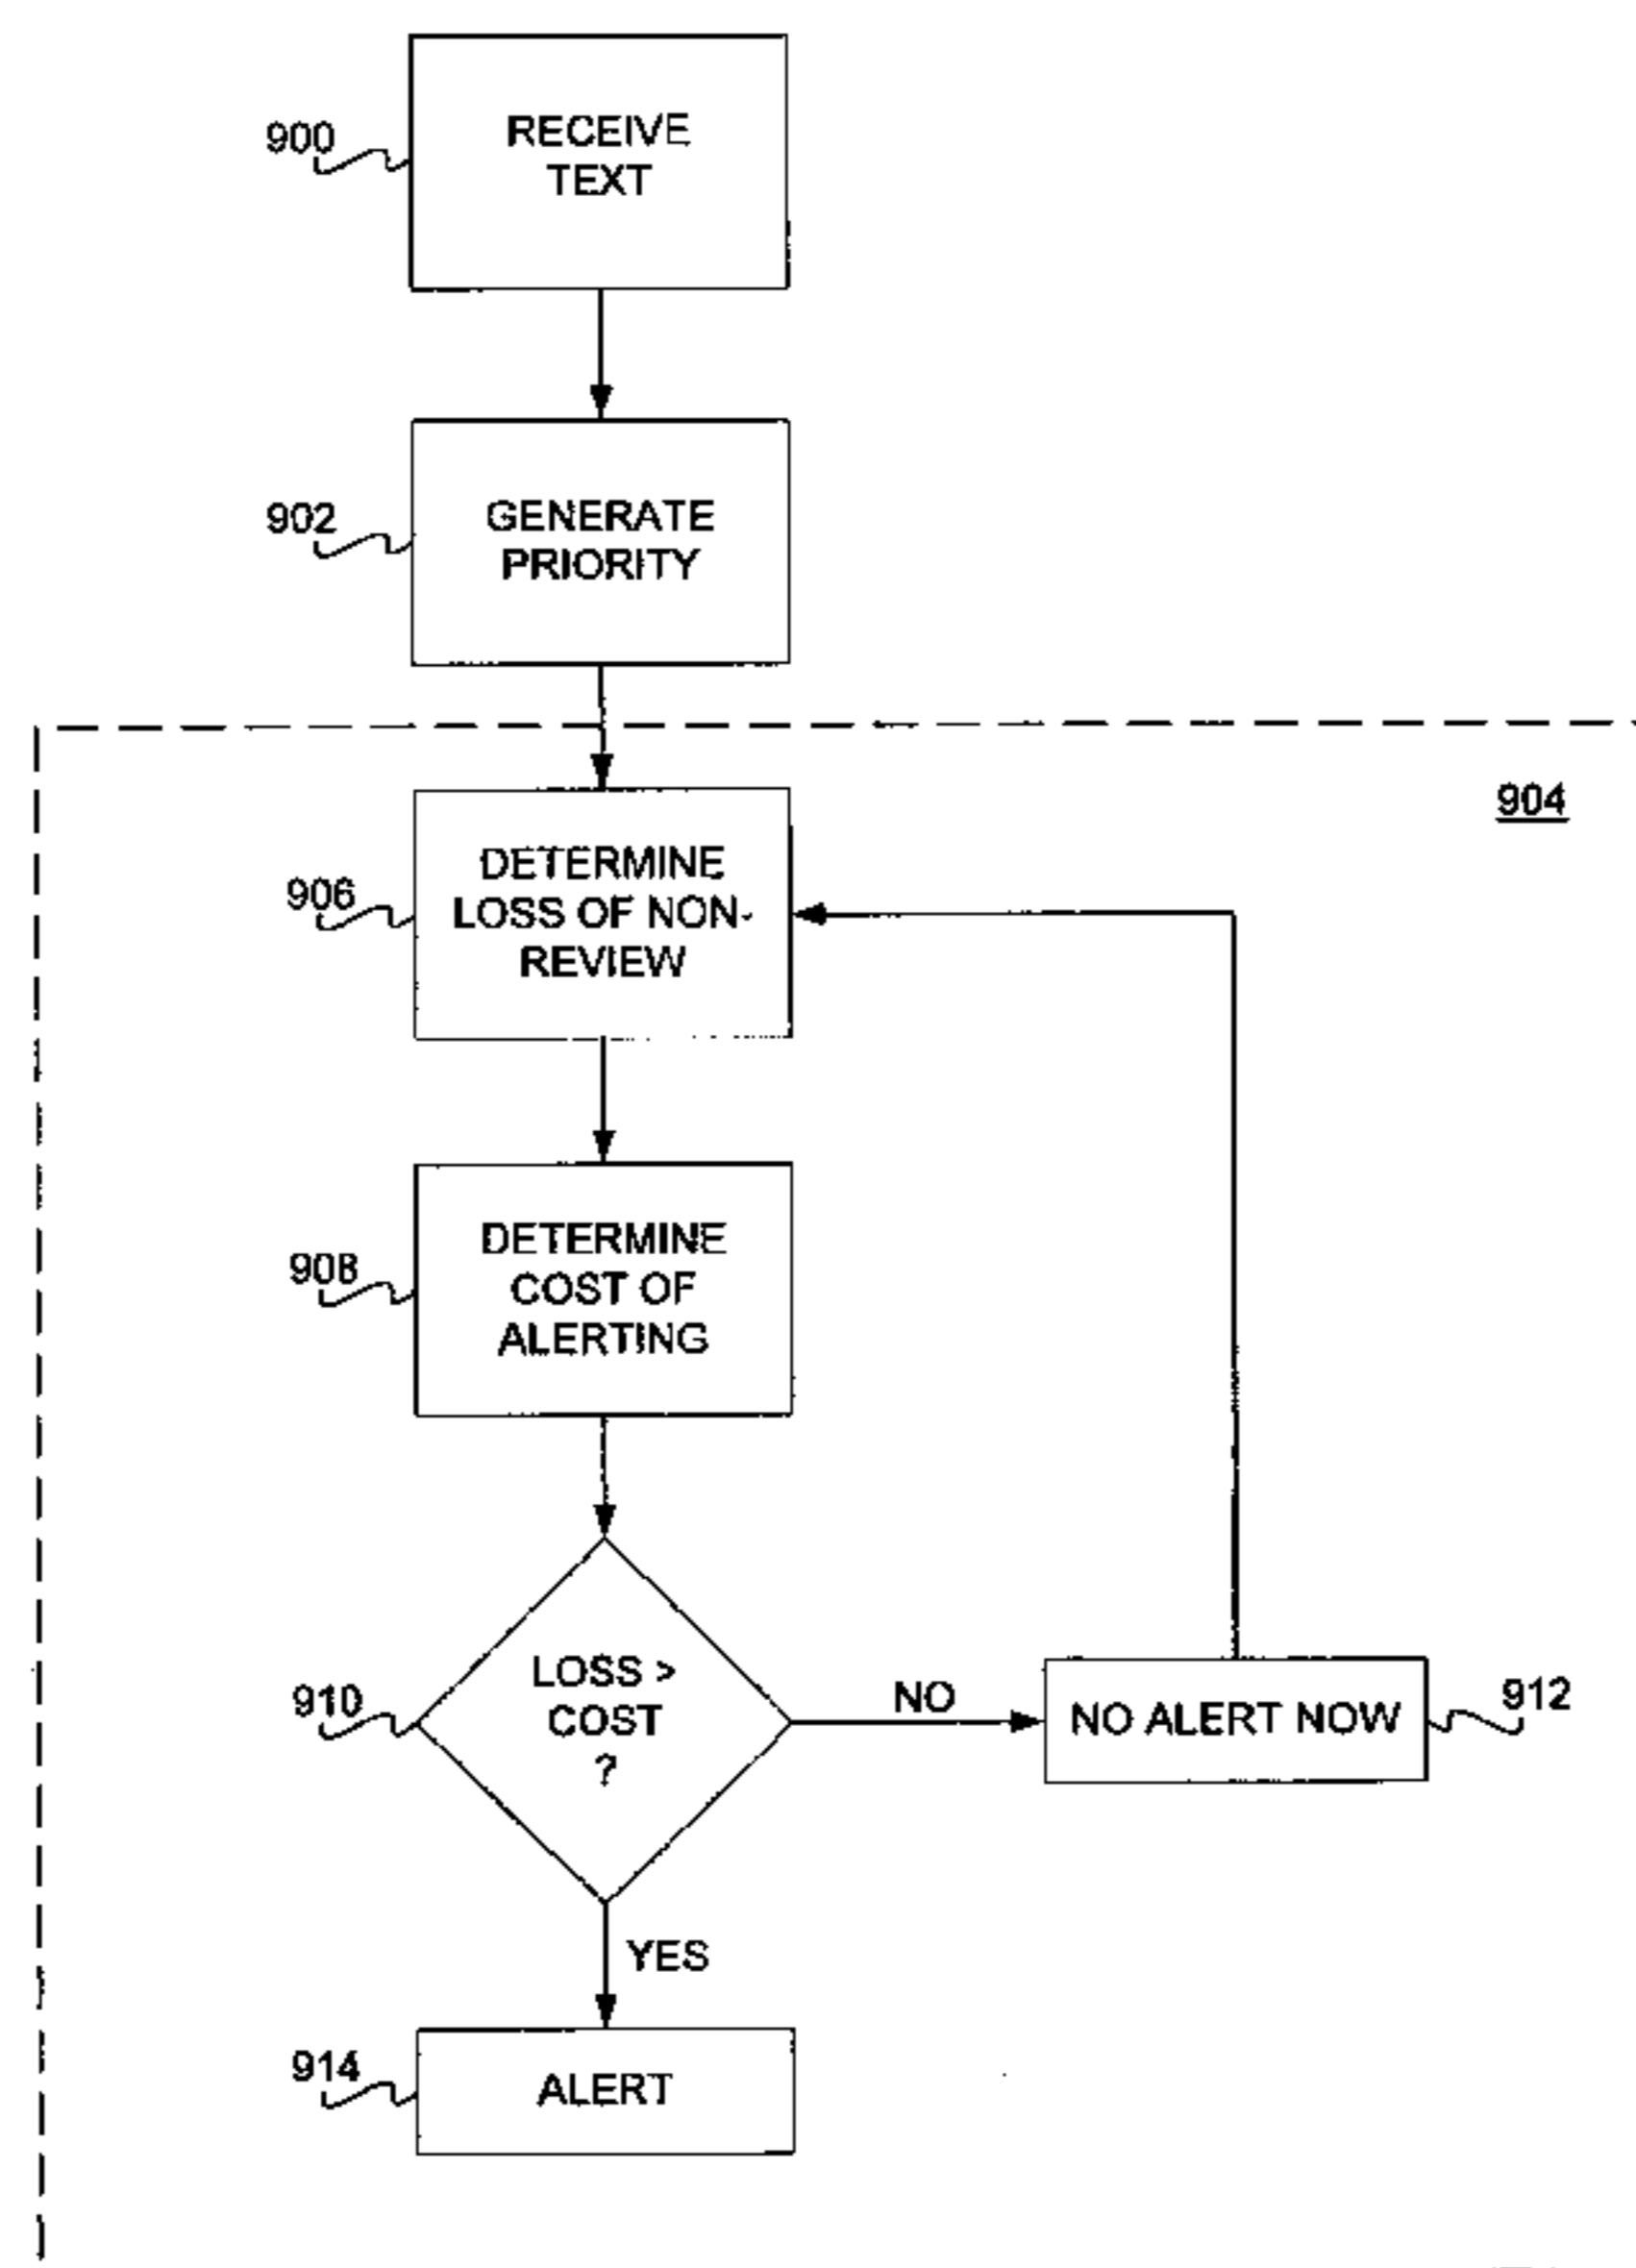 900
RECEIVE
TEXT
902
GENERATE
PRIORITY
904
906
DETERMINE
LOSS OF NON-
REVIEW
908
DETERMINE
COST OF
ALERTING
910
LOSS >
COST
?
NO
NO ALERT NOW
912
YES
914
ALERT